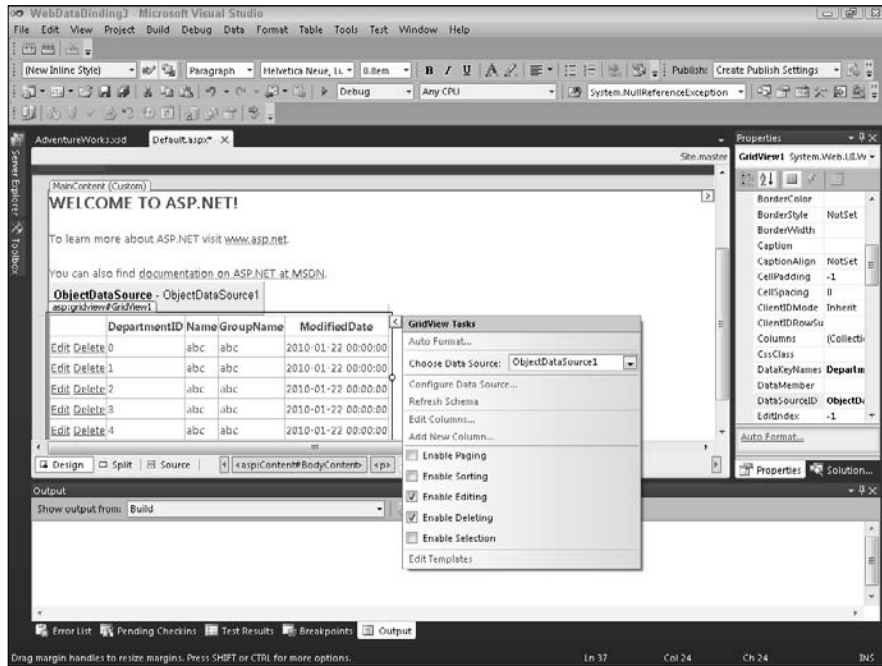 WebDataBinding3 - Microsoft Visual Studio
File Edit View Project Build Debug Data Format Table Tools Test Window Help
(New Inline Style) Paragraph Helvetica Neue, Lu 0.8em B I U A Publish: Create Publish Settings
Debug Any CPU System.NullReferenceException
Server Explorer
Toolbox
AdventureWorks.xsd Default.aspx* X
Site.master
MainContent (Custom)
WELCOME TO ASP.NET!
To learn more about ASP.NET visit www.asp.net.
You can also find documentation on ASP.NET at MSDN.
ObjectDataSource - ObjectDataSource1
asp:gridview#GridView1
DepartmentID Name GroupName ModifiedDate
Edit Delete 0 abc abc 2010-01-22 00:00:00
Edit Delete 1 abc abc 2010-01-22 00:00:00
Edit Delete 2 abc abc 2010-01-22 00:00:00
Edit Delete 3 abc abc 2010-01-22 00:00:00
Edit Delete 4 abc abc 2010-01-22 00:00:00
GridView Tasks
Auto Format...
Choose Data Source: ObjectDataSource1
Configure Data Source...
Refresh Schema
Edit Columns...
Add New Column...
Enable Paging
Enable Sorting
Enable Editing
Enable Deleting
Enable Selection
Edit Templates
Design Split Source <asp:Content#BodyContent> <p>
Properties
GridView1 System.Web.UI.W
BorderColor
BorderStyle NotSet
BorderWidth
Caption
CaptionAlign NotSet
CellPadding -1
CellSpacing 0
ClientIDMode Inherit
ClientIDRowSu
Columns (Collecti
CssClass
DataKeyNames Departm
DataMember
DataSourceID ObjectDa
EditIndex -1
Auto Format...
Properties Solution...
Output
Show output from: Build
Error List Pending Checkins Test Results Breakpoints Output
Drag margin handles to resize margins. Press SHIFT or CTRL for more options. Ln 37 Col 24 Ch 24 INS